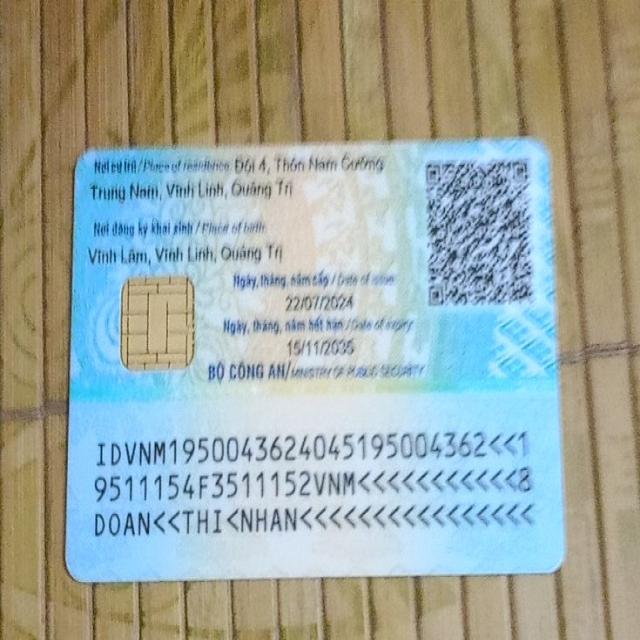 Nơi cư trú / Place of residence Đội 4, Thôn Nam Cường
Trung Nam, Vĩnh Linh, Quảng Trị
Nơi đăng ký khai sinh / Place of birth
Vĩnh Lâm, Vĩnh Linh, Quảng Trị
Ngày, tháng, năm cấp / Date of issue
22/07/2024
Ngày, tháng, năm hết hạn / Date of expiry
15/11/2035
BỘ CÔNG AN/MINISTRY OF PUBLIC SECURITY
IDVNM1950043624045195004362<<1
9511154F3511152VNM<<<<<<<<<<<8
DOAN<<THI<NHAN<<<<<<<<<<<<<<<<